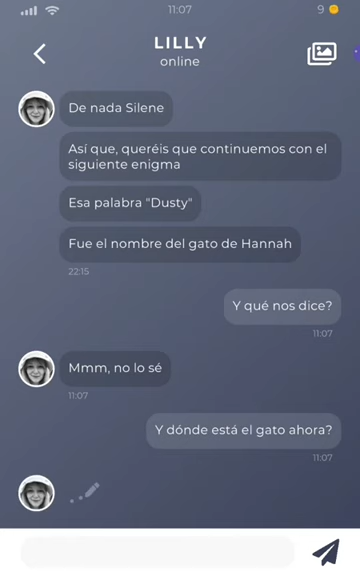 11:07
9
LILLY
online
De nada Silene
Así que, queréis que continuemos con el
siguiente enigma
Esa palabra "Dusty"
Fue el nombre del gato de Hannah
22:15
Y qué nos dice?
11:07
Mmm, no lo sé
11:07
Y dónde está el gato ahora?
11:07